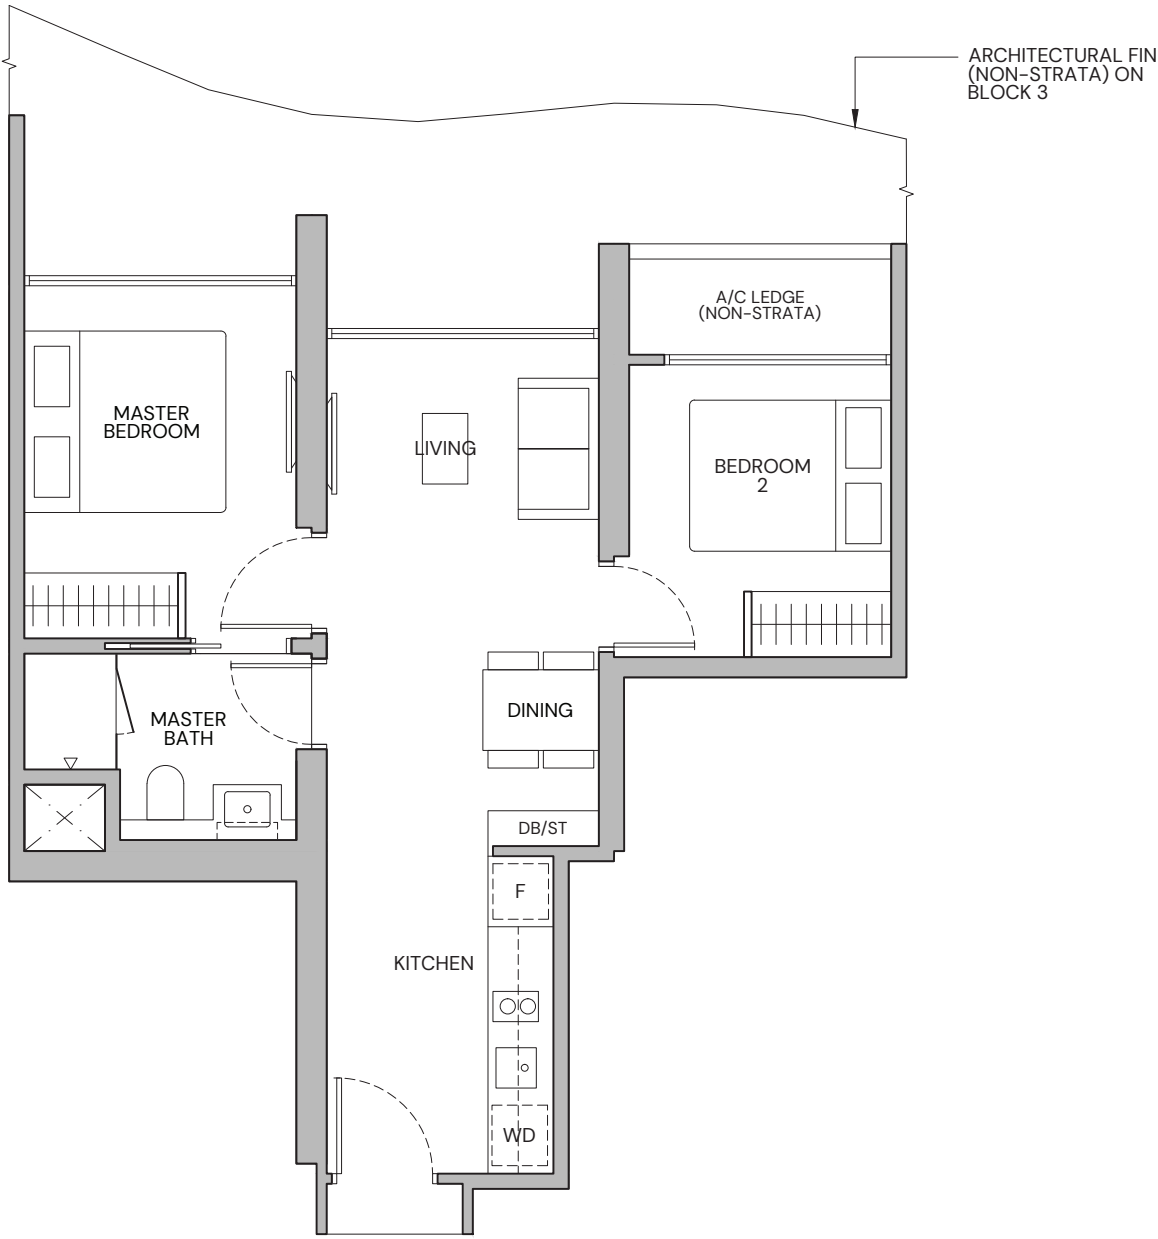 ARCHITECTURAL FIN
(NON-STRATA) ON
BLOCK 3
A/C LEDGE
(NON-STRATA)
MASTER
BEDROOM
LIVING
BEDROOM
2
MASTER
BATH
DINING
DB/ST
F
KITCHEN
WD